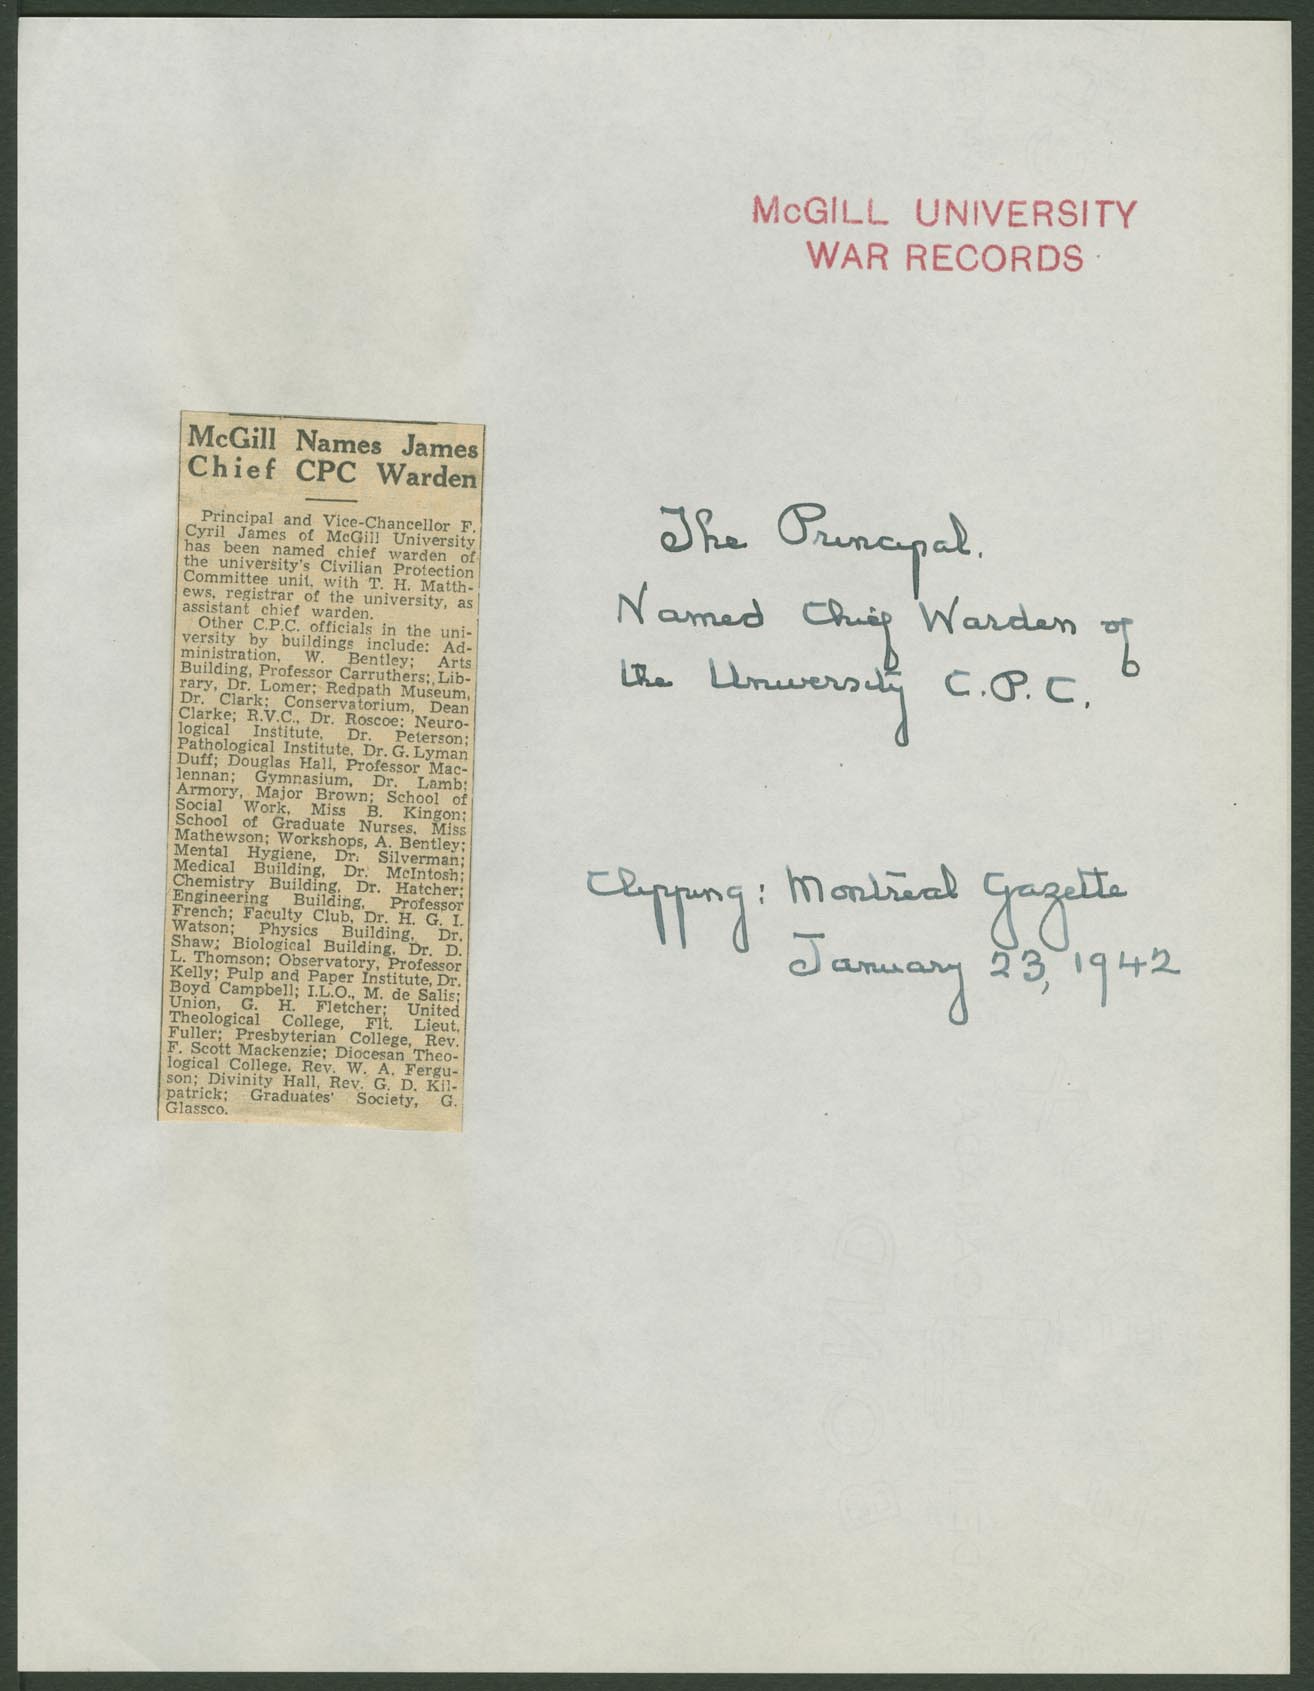 McGILL UNIVERSITY
WAR RECORDS
McGill Names James
Chief CPC Warden
Principal and Vice-Chancellor F.
Cyril James of McGill University
has been named chief warden of
the university's Civilian Protection
Committee unit, with T. H. Matth-
ews, registrar of the university, as
assistant chief warden.
Other C.P.C. officials in the uni-
versity by buildings include: Ad-
ministration, W. Bentley; Arts
Building, Professor Carruthers; Lib-
rary, Dr. Lomer; Redpath Museum,
Dr. Clark; Conservatorium, Dean
Clarke; R.V.C., Dr. Roscoe; Neuro-
logical Institute, Dr. Peterson;
Pathological Institute, Dr. G. Lyman
Duff; Douglas Hall, Professor Mac-
lennan; Gymnasium, Dr. Lamb;
Armory, Major Brown; School of
Social Work, Miss B. Kingon;
School of Graduate Nurses, Miss
Mathewson; Workshops, A. Bentley;
Mental Hygiene, Dr. Silverman;
Medical Building, Dr. McIntosh;
Chemistry Building, Dr. Hatcher;
Engineering Building, Professor
French; Faculty Club, Dr. H. G. I.
Watson; Physics Building, Dr.
Shaw; Biological Building, Dr. D.
L. Thomson; Observatory, Professor
Kelly; Pulp and Paper Institute, Dr.
Boyd Campbell; I.L.O., M. de Salis;
Union, G. H. Fletcher; United
Theological College, Flt. Lieut.
Fuller; Presbyterian College, Rev.
F. Scott Mackenzie; Diocesan Theo-
logical College, Rev. W. A. Fergu-
son; Divinity Hall, Rev. G. D. Kil-
patrick; Graduates' Society, G.
Glassco.
The Principal.
Named Chief Warden of
the University C.P.C.
Clipping: Montreal Gazette
January 23, 1942